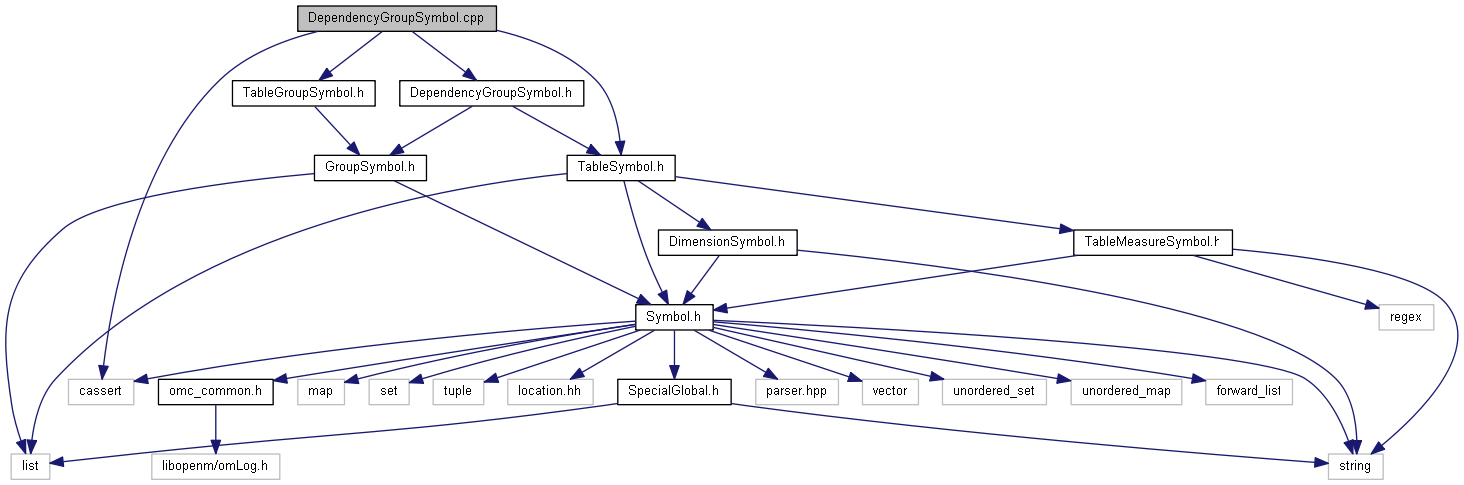 DependencyGroupSymbol.cpp
TableGroupSymbol.h
DependencyGroupSymbol.h
GroupSymbol.h
TableSymbol.h
DimensionSymbol.h
TableMeasureSymbol.h
Symbol.h
regex
cassert
omc_common.h
map
set
tuple
location.hh
SpecialGlobal.h
parser.hpp
vector
unordered_set
unordered_map
forward_list
list
libopenm/omLog.h
string